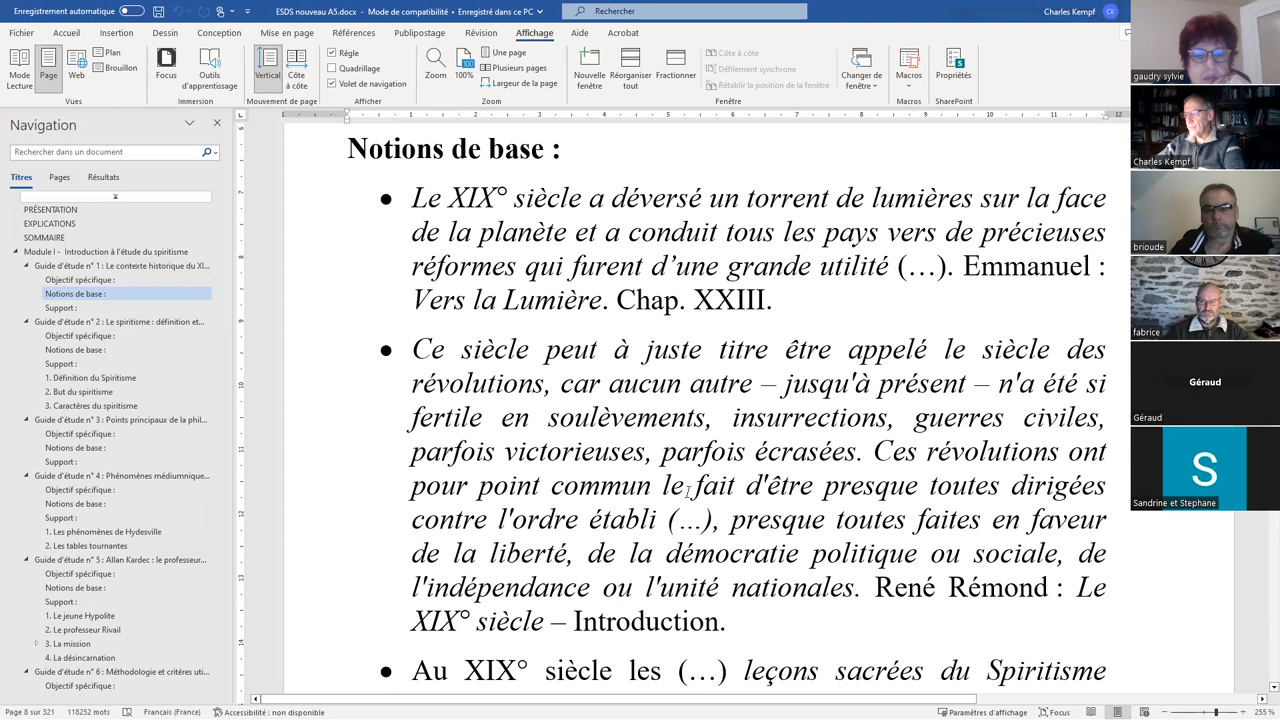 Enregistrement automatique
ESDS nouveau AS.docx - Mode de compatibilité • Enregistré dans ce PC
Rechercher
Charles Kempf
CK
Fichier Accueil Insertion Dessin Conception Mise en page Références Publipostage Révision Affichage Aide Acrobat
Mode Lecture
Page
Web
Plan
Brouillon
Vues
Focus
Outils d'apprentissage
Immersion
Vertical
Côte à côte
Mouvement de page
Règle
Quadrillage
Volet de navigation
Afficher
Zoom
100%
Une page
Plusieurs pages
Largeur de la page
Zoom
Nouvelle fenêtre
Réorganiser tout
Fractionner
Côte à côte
Défilement synchrone
Rétablir la position de la fenêtre
Fenêtre
Changer de fenêtre
Macros
Macros
Propriétés
SharePoint
Navigation
Rechercher dans un document
Titres Pages Résultats
PRÉSENTATION
EXPLICATIONS
SOMMAIRE
Module I - Introduction à l'étude du spiritisme
Guide d'étude n° 1 : Le contexte historique du XI...
Objectif spécifique :
Notions de base :
Support :
Guide d'étude n° 2 : Le spiritisme : définition et...
Objectif spécifique :
Notions de base :
Support :
1. Définition du Spiritisme
2. But du spiritisme
3. Caractères du spiritisme
Guide d'étude n° 3 : Points principaux de la phil...
Objectif spécifique :
Notions de base :
Support :
Guide d'étude n° 4 : Phénomènes médiumnique...
Objectif spécifique :
Notions de base :
Support :
1. Les phénomènes de Hydesville
2. Les tables tournantes
Guide d'étude n° 5 : Allan Kardec : le professeur...
Objectif spécifique :
Notions de base :
Support :
1. Le jeune Hypolite
2. Le professeur Rivail
3. La mission
4. La désincarnation
Guide d'étude n° 6 : Méthodologie et critères uti...
Objectif spécifique :
Notions de base :
• Le XIX° siècle a déversé un torrent de lumières sur la face
de la planète et a conduit tous les pays vers de précieuses
réformes qui furent d’une grande utilité (…). Emmanuel :
Vers la Lumière. Chap. XXIII.
• Ce siècle peut à juste titre être appelé le siècle des
révolutions, car aucun autre – jusqu'à présent – n'a été si
fertile en soulèvements, insurrections, guerres civiles,
parfois victorieuses, parfois écrasées. Ces révolutions ont
pour point commun le fait d'être presque toutes dirigées
contre l'ordre établi (...), presque toutes faites en faveur
de la liberté, de la démocratie politique ou sociale, de
l'indépendance ou l'unité nationales. René Rémond : Le
XIX° siècle – Introduction.
• Au XIX° siècle les (…) leçons sacrées du Spiritisme
gaudry sylvie
Charles Kempf
brioude
fabrice
Géraud
Géraud
S
Sandrine et Stephane
Page 8 sur 321 118252 mots Français (France) Accessibilité : non disponible
Paramètres d'affichage Focus 255 %